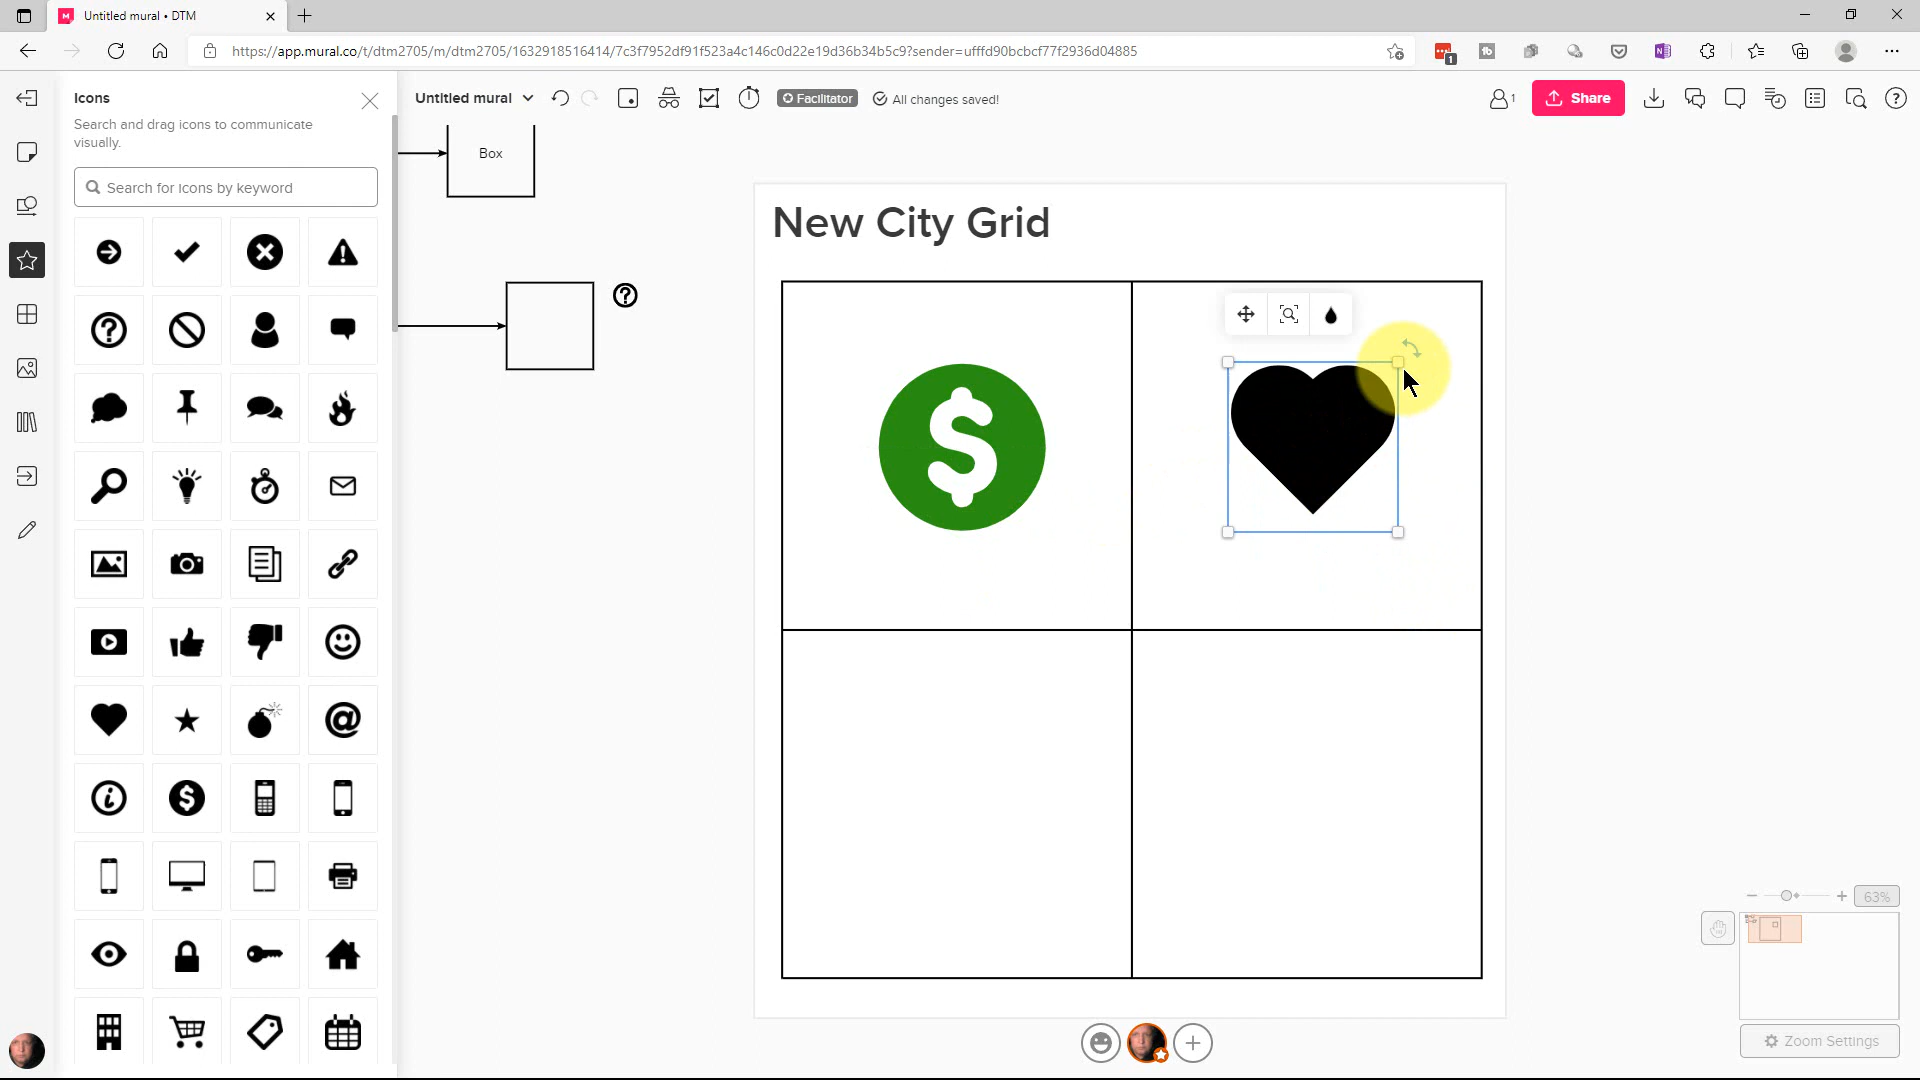 Untitled mural • DTM
https://app.mural.co/t/dtm2705/m/dtm2705/1632918516414/7c3f7952df91f523a4c146c0d22e19d36b34b5c9?sender=ufffd90bcbcf77f2936d04885
1
Icons
Search and drag icons to communicate
visually.
Search for icons by keyword
Untitled mural
Facilitator
All changes saved!
1
Share
Box
New City Grid
63%
Zoom Settings